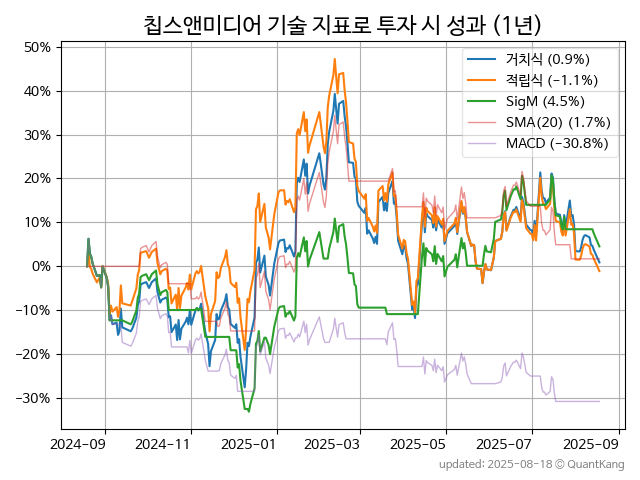 칩스앤미디어 기술 지표로 투자 시 성과 (1년)
50%
40%
30%
20%
10%
0%
−10%
−20%
−30%
거치식 (0.9%)
적립식 (−1.1%)
SigM (4.5%)
SMA(20) (1.7%)
MACD (−30.8%)
2024-09
2024-11
2025-01
2025-03
2025-05
2025-07
2025-09
updated: 2025-08-18 © QuantKang